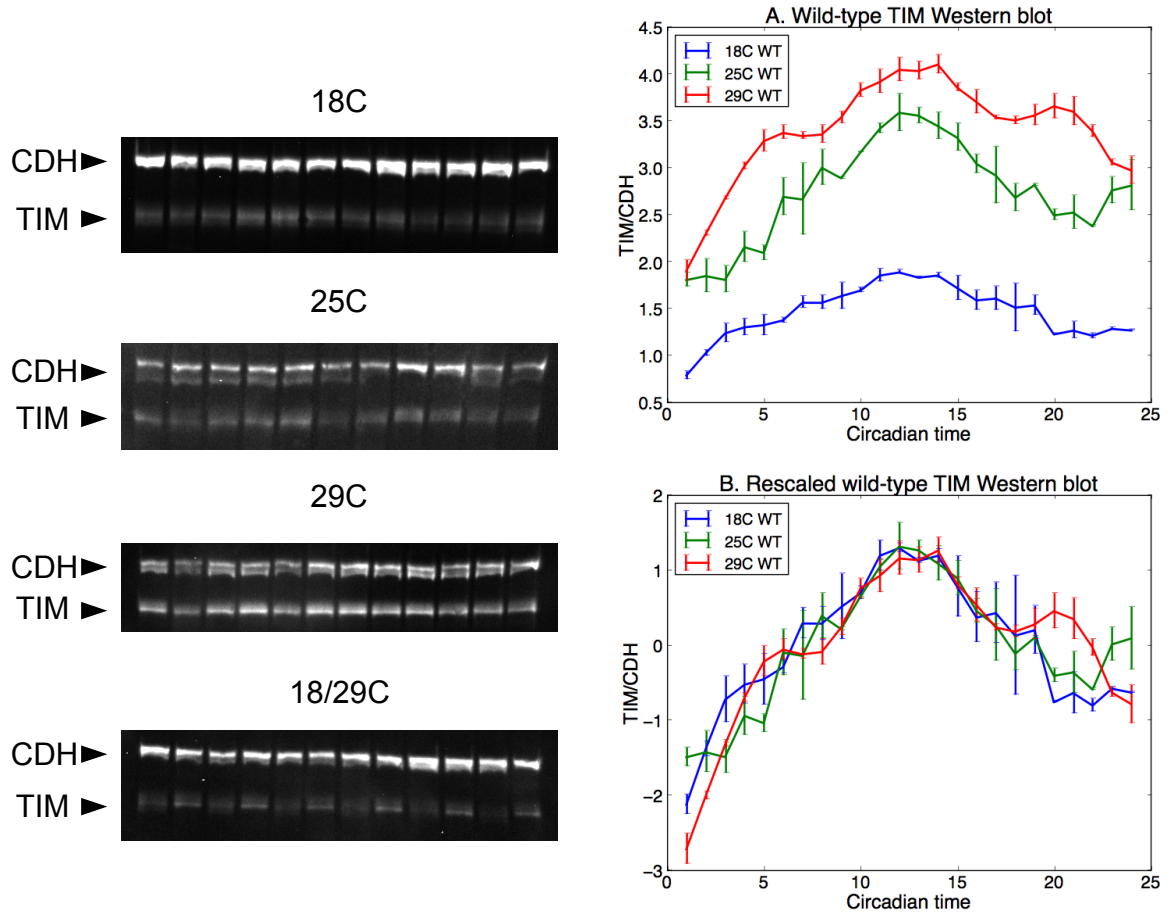 18C
CDH
TIM
25C
CDH
TIM
29C
CDH
TIM
18/29C
CDH
TIM
A. Wild-type TIM Western blot
18C WT
25C WT
29C WT
TIM/CDH
4.5
4.0
3.5
3.0
2.5
2.0
1.5
1.0
0.5
0 5 10 15 20 25
Circadian time
B. Rescaled wild-type TIM Western blot
18C WT
25C WT
29C WT
TIM/CDH
2
1
0
−1
−2
−3
0 5 10 15 20 25
Circadian time